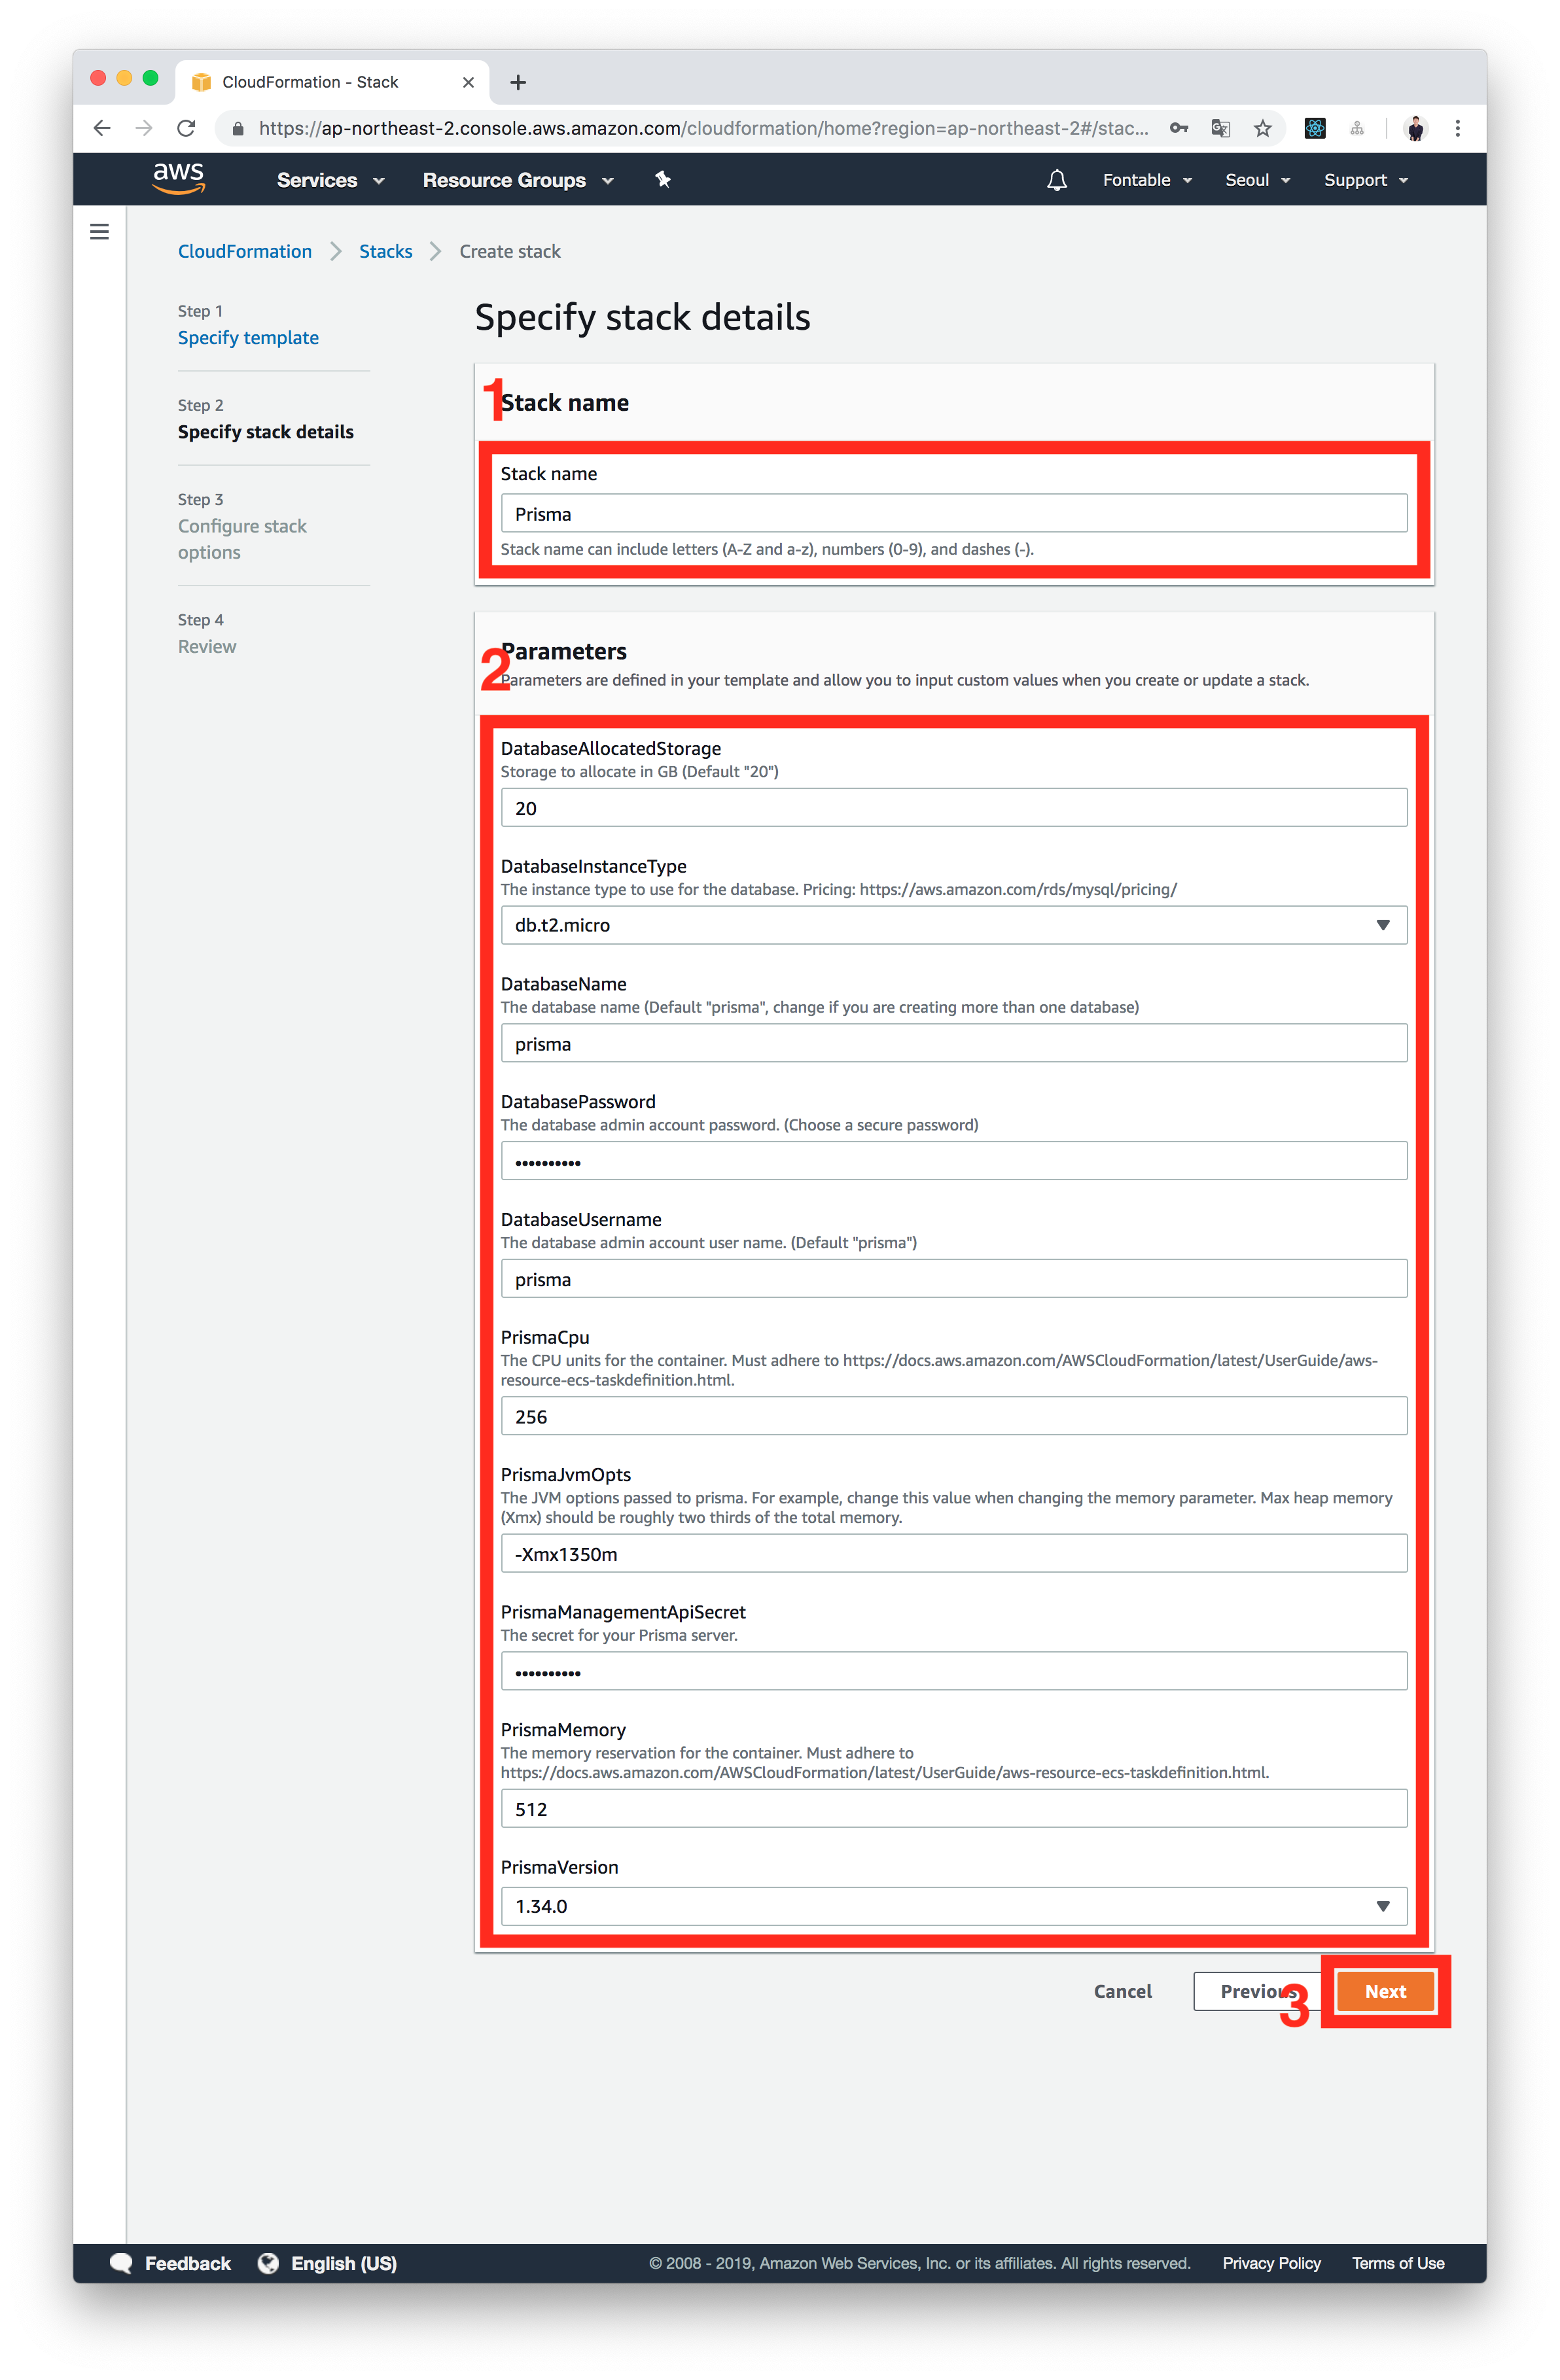 CloudFormation - Stack
https://ap-northeast-2.console.aws.amazon.com/cloudformation/home?region=ap-northeast-2#/stac...
aws
Services
Resource Groups
Fontable
Seoul
Support
CloudFormation
Stacks
Create stack
Step 1
Specify template
Step 2
Specify stack details
Step 3
Configure stack
options
Step 4
Review
Specify stack details
1
Stack name
Stack name
Prisma
Stack name can include letters (A-Z and a-z), numbers (0-9), and dashes (-).
2
Parameters
Parameters are defined in your template and allow you to input custom values when you create or update a stack.
DatabaseAllocatedStorage
Storage to allocate in GB (Default "20")
20
DatabaseInstanceType
The instance type to use for the database. Pricing: https://aws.amazon.com/rds/mysql/pricing/
db.t2.micro
DatabaseName
The database name (Default "prisma", change if you are creating more than one database)
prisma
DatabasePassword
The database admin account password. (Choose a secure password)
••••••••••
DatabaseUsername
The database admin account user name. (Default "prisma")
prisma
PrismaCpu
The CPU units for the container. Must adhere to https://docs.aws.amazon.com/AWSCloudFormation/latest/UserGuide/aws-
resource-ecs-taskdefinition.html.
256
PrismaJvmOpts
The JVM options passed to prisma. For example, change this value when changing the memory parameter. Max heap memory
(Xmx) should be roughly two thirds of the total memory.
-Xmx1350m
PrismaManagementApiSecret
The secret for your Prisma server.
••••••••••
PrismaMemory
The memory reservation for the container. Must adhere to
https://docs.aws.amazon.com/AWSCloudFormation/latest/UserGuide/aws-resource-ecs-taskdefinition.html.
512
PrismaVersion
1.34.0
Cancel
Previous
3
Next
Feedback
English (US)
© 2008 - 2019, Amazon Web Services, Inc. or its affiliates. All rights reserved.
Privacy Policy
Terms of Use